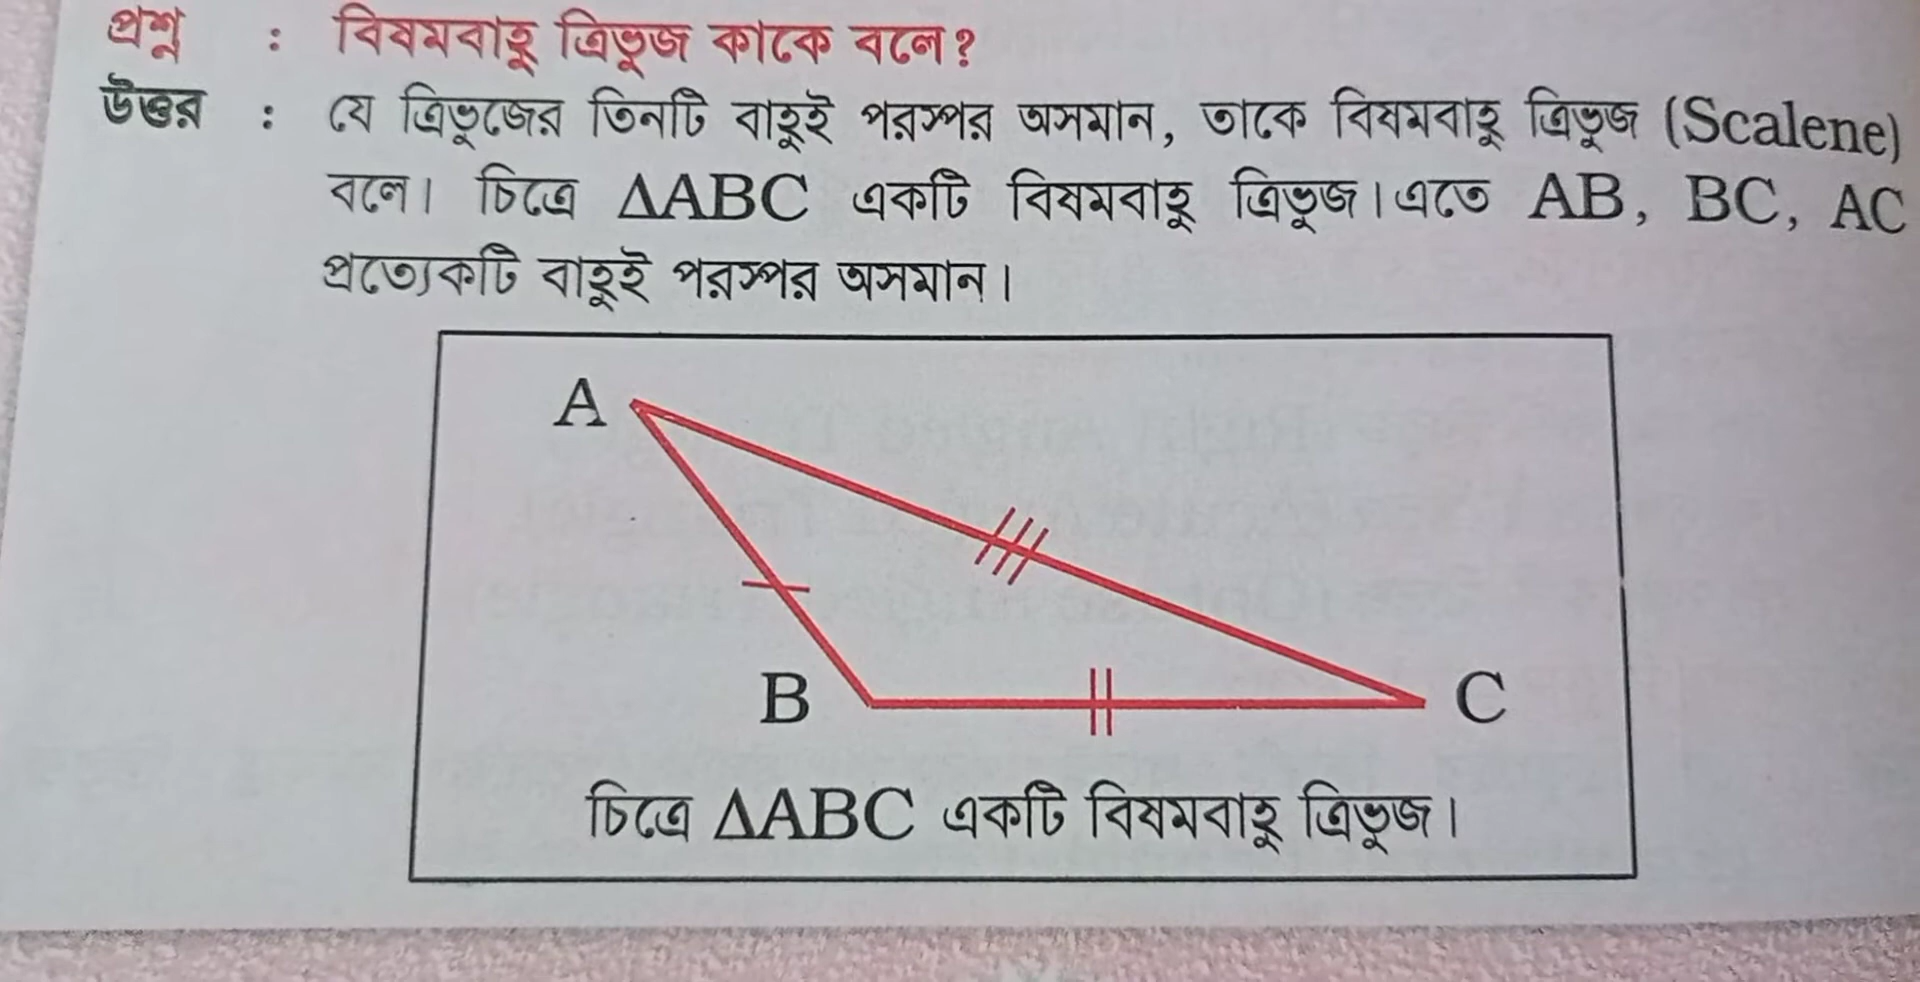 প্রশ্ন : বিষমবাহু ত্রিভুজ কাকে বলে?
উত্তর : যে ত্রিভুজের তিনটি বাহুই পরস্পর অসমান, তাকে বিষমবাহু ত্রিভুজ (Scalene)
বলে। চিত্রে ΔABC একটি বিষমবাহু ত্রিভুজ। এতে AB, BC, AC
প্রত্যেকটি বাহুই পরস্পর অসমান।
A
B
C
চিত্রে ΔABC একটি বিষমবাহু ত্রিভুজ।